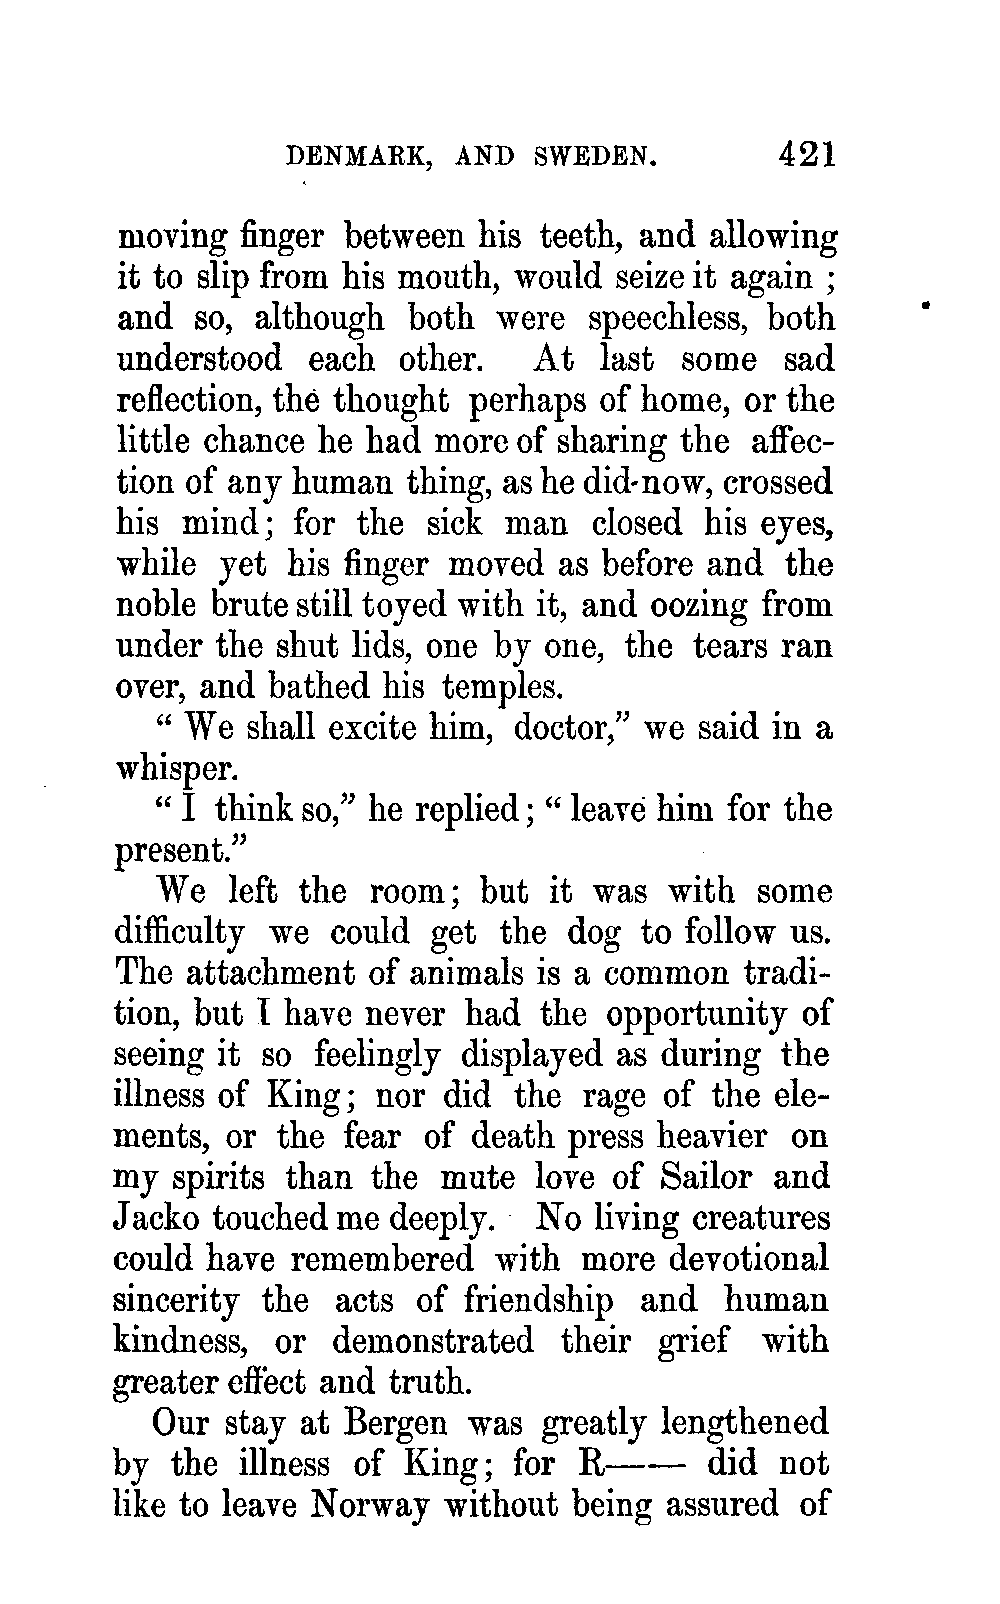 DENMARK, AND SWEDEN. 421
moving finger between his teeth, and allowing
it to slip from his mouth, would seize it again ;
and so, although both were speechless, both
understood each other. At last some sad
reflection, the thought perhaps of home, or the
little chance he had more of sharing the affec-
tion of any human thing, as he did now, crossed
his mind; for the sick man closed his eyes,
while yet his finger moved as before and the
noble brute still toyed with it, and oozing from
under the shut lids, one by one, the tears ran
over, and bathed his temples.
“ We shall excite him, doctor,” we said in a
whisper.
“ I think so,” he replied; “ leave him for the
present.”
We left the room; but it was with some
difficulty we could get the dog to follow us.
The attachment of animals is a common tradi-
tion, but I have never had the opportunity of
seeing it so feelingly displayed as during the
illness of King; nor did the rage of the ele-
ments, or the fear of death press heavier on
my spirits than the mute love of Sailor and
Jacko touched me deeply. No living creatures
could have remembered with more devotional
sincerity the acts of friendship and human
kindness, or demonstrated their grief with
greater effect and truth.
Our stay at Bergen was greatly lengthened
by the illness of King; for R—— did not
like to leave Norway without being assured of